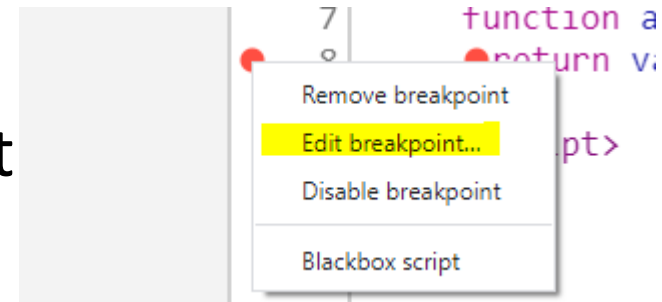 7 function a
8 return va
Remove breakpoint
Edit breakpoint...
pt>
t
Disable breakpoint
Blackbox script